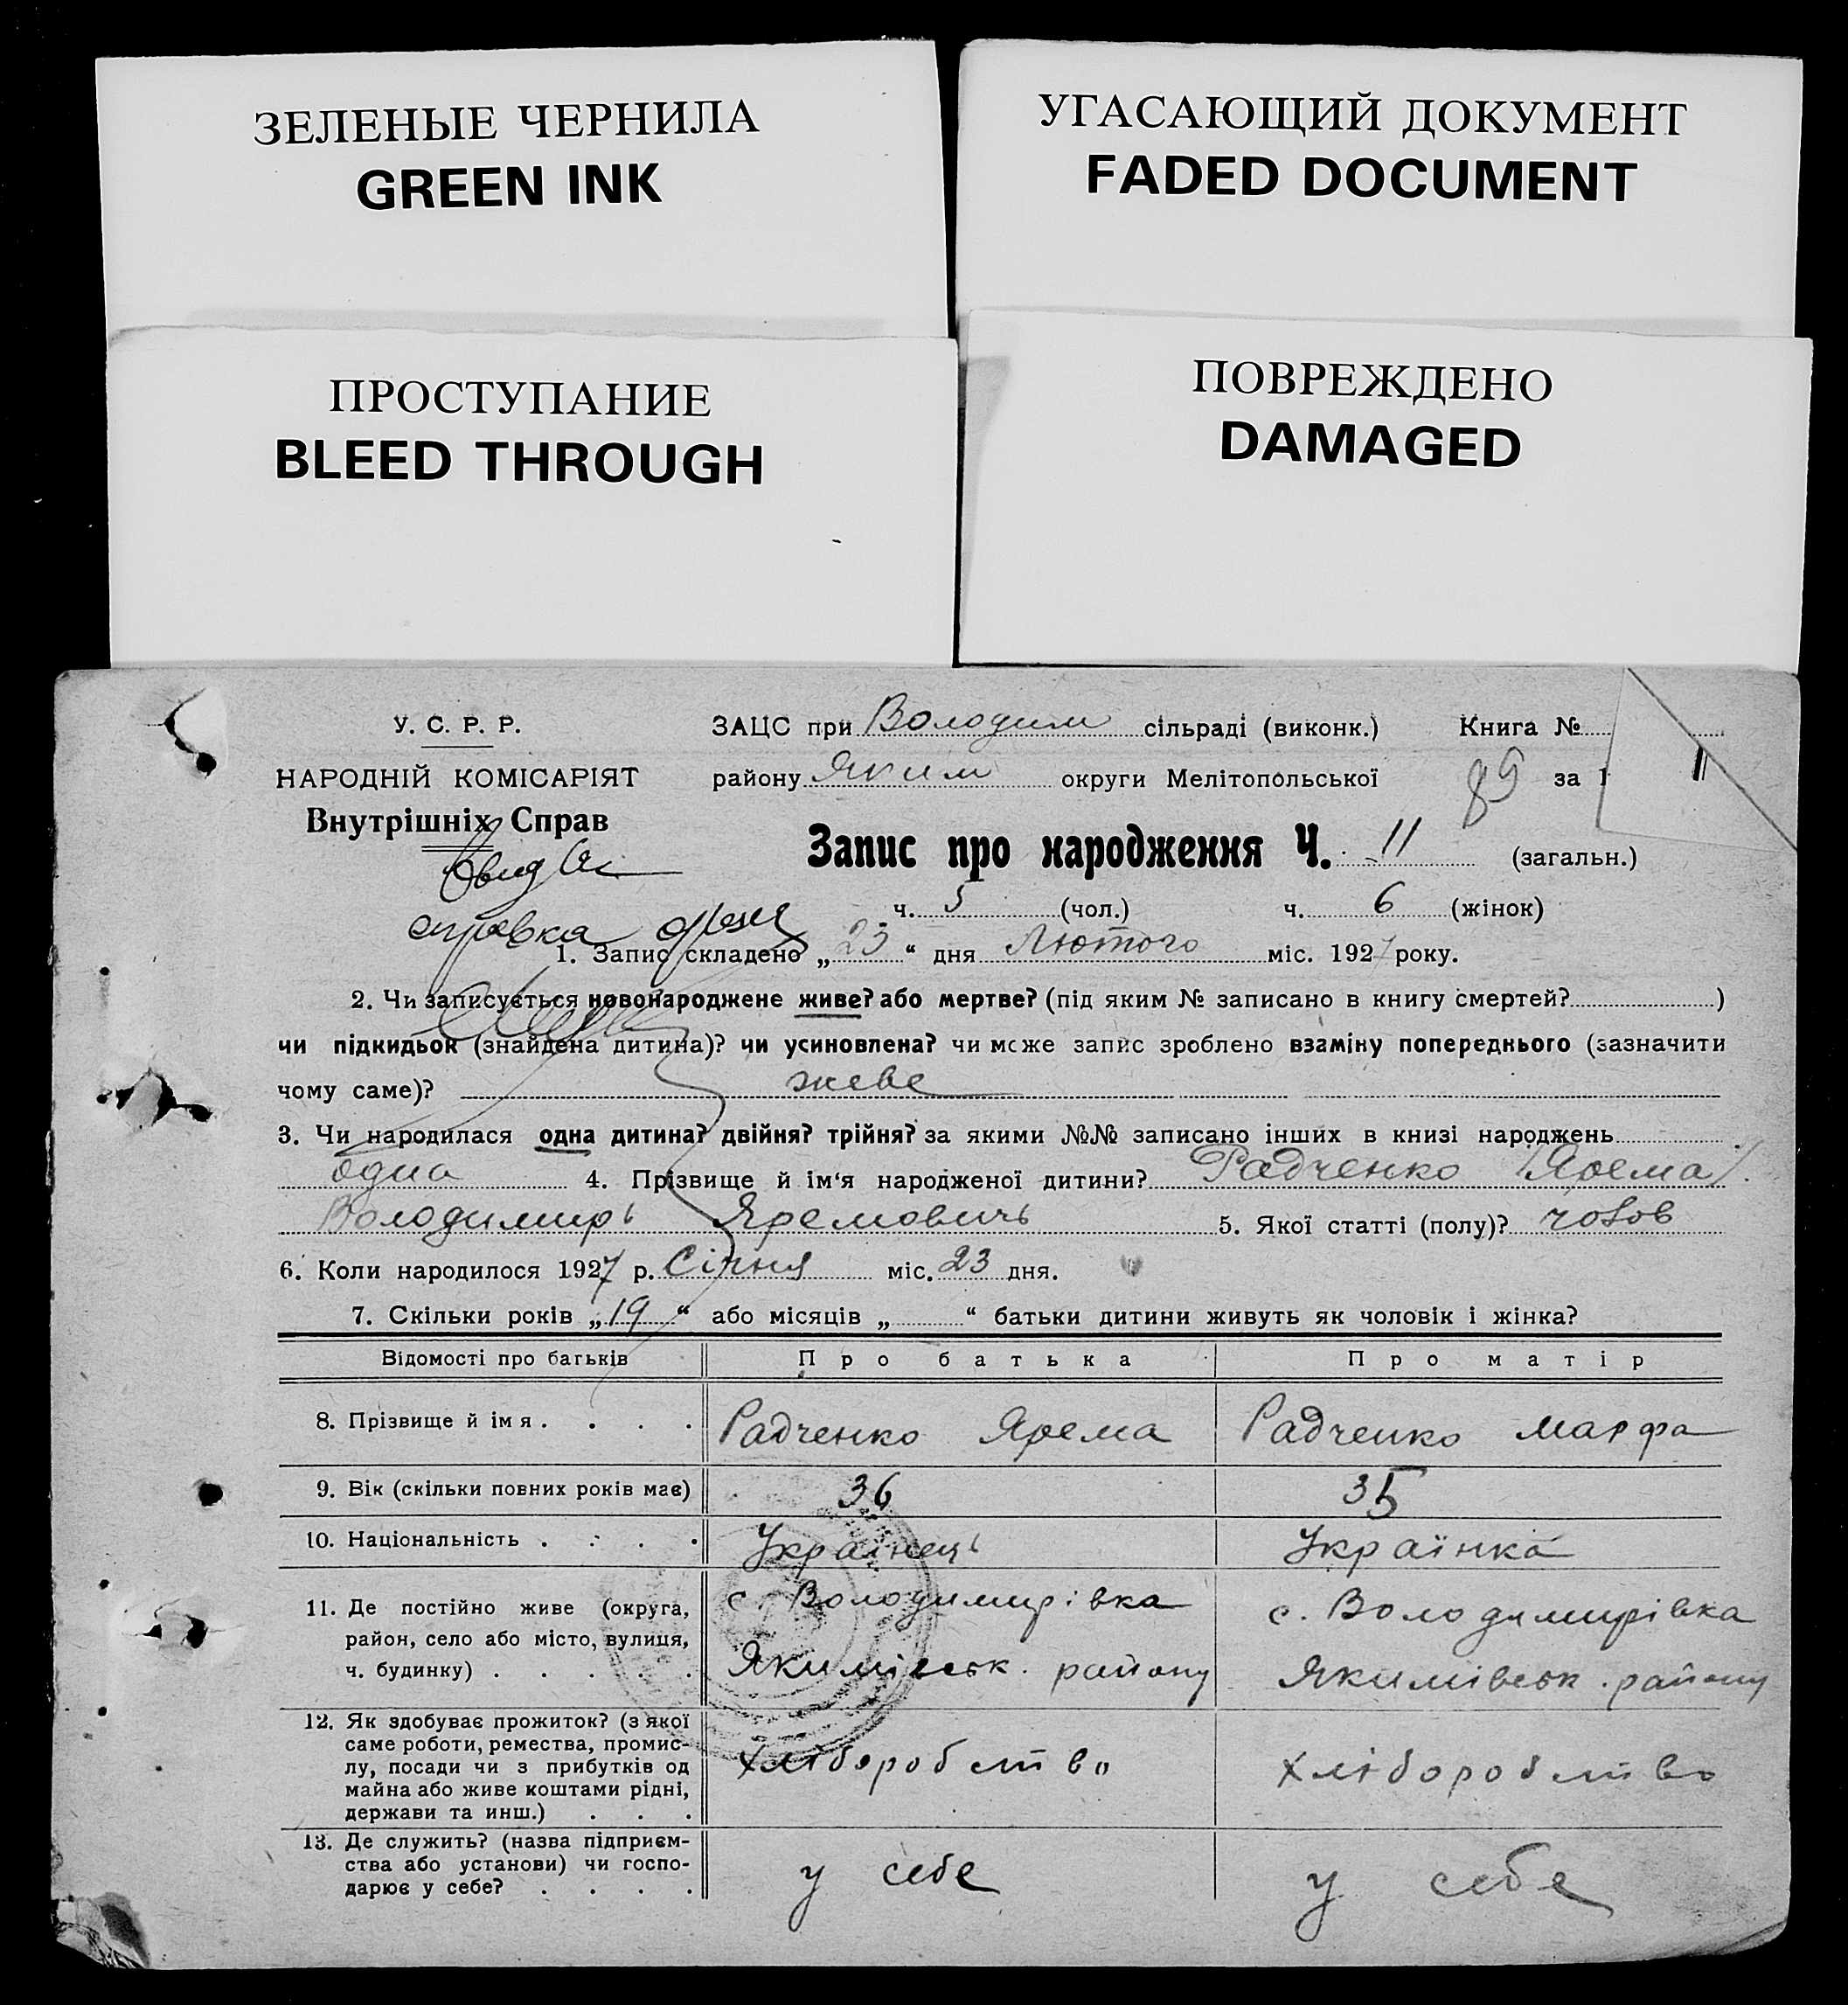 ЗЕЛЕНЫЕ ЧЕРНИЛА
GREEN INK
УГАСАЮЩИЙ ДОКУМЕНТ
FADED DOCUMENT
ПРОСТУПАНИЕ
BLEED THROUGH
ПОВРЕЖДЕНО
DAMAGED
У. С. Р. Р.
НАРОДНІЙ КОМІСАРІЯТ
Внутрішніх Справ
справка
ЗАЦС при Володим сільраді (виконк.) Книга №
району Яким округи Мелітопольської 89 за 1
Запис про народження Ч. 11 (загальн.)
ч. 5 (чол.) ч. 6 (жінок)
1. Запис складено „23“ дня Лютого міс. 1927 року.
2. Чи записується новонароджене живе? або мертве? (під яким № записано в книгу смертей? )
чи підкидьок (знайдена дитина)? чи усиновлена? чи може запис зроблено взаміну попереднього (зазначити
чому саме)? живе
3. Чи народилася одна дитина? двійня? трійня? за якими №№ записано інших в книзі народжень
одна 4. Прізвище й ім‘я народженої дитини? Радченко /Ярема/.
Володимирь Яремовичь 5. Якої статті (полу)? чолов
6. Коли народилося 1927 р. Січня міс. 23 дня.
7. Скільки років „19“ або місяців „ “ батьки дитини живуть як чоловік і жінка?
Відомості про батьків Про батька Про матір
8. Прізвище й ім я . . . . Радченко Ярема Радченко Марфа
9. Вік (скільки повних років має) 36 35
10. Національність . . . . Українець Українка
11. Де постійно живе (округа, район, село або місто, вулиця, ч. будинку) . . . . . с. Володимирівка Якимівськ. району с. Володимирівка Якимівськ. району
12. Як здобуває прожиток? (з якої саме роботи, ремества, промислу, посади чи з прибутків од майна або живе коштами рідні, держави та инш.) . . . Хліборобство Хліборобство
13. Де служить? (назва підприємства або установи) чи господарює у себе? . . . . у себе у себе